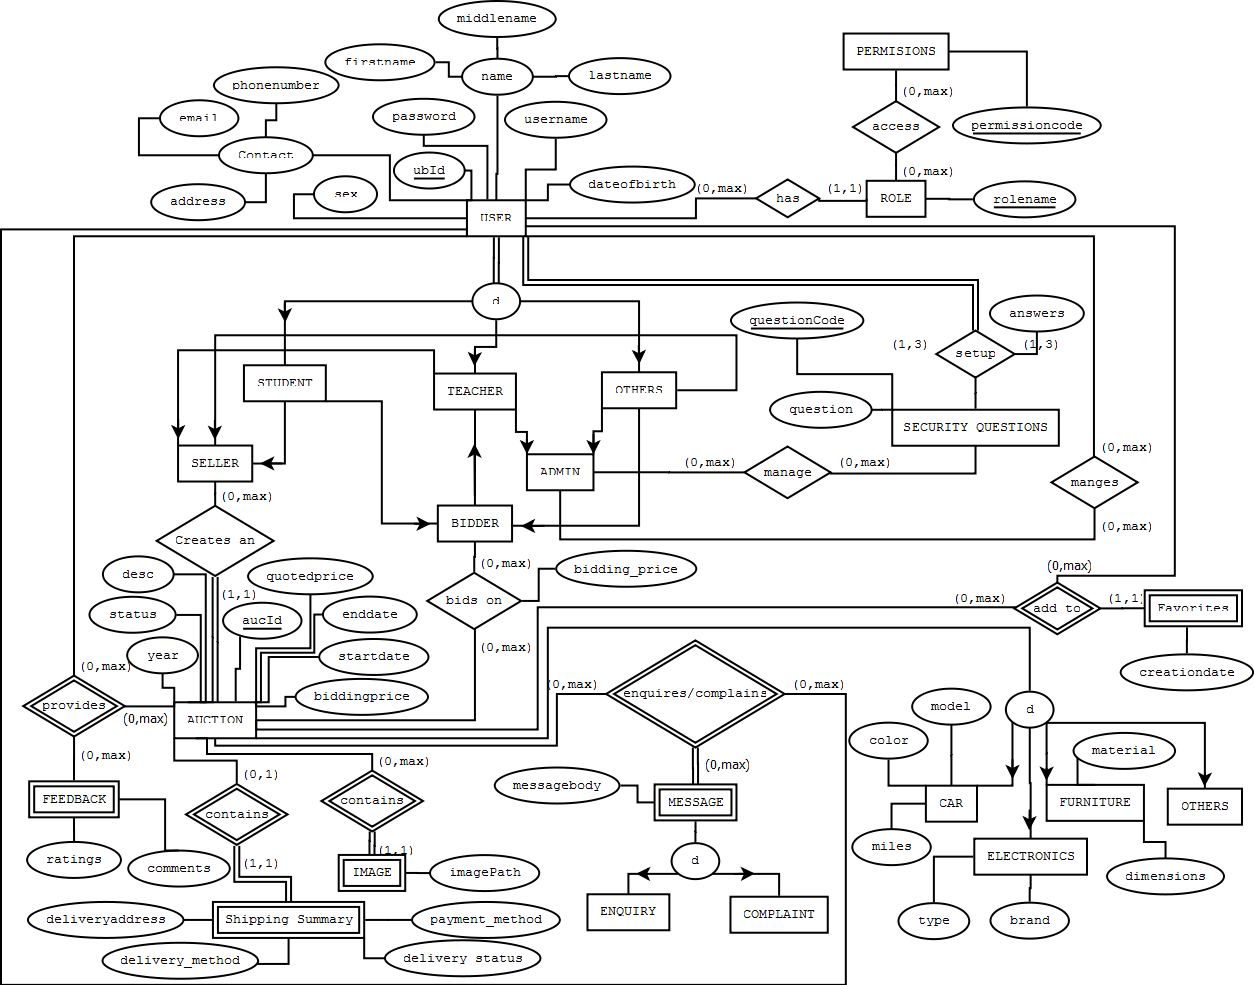 middlename
PERMISIONS
firstname
name
lastname
phonenumber
(0,max)
email
password
username
access
permissioncode
Contact
ubId
(0,max)
dateofbirth
(0,max)
(1,1)
sex
has
ROLE
rolename
address
USER
d
answers
questionCode
(1,3)
(1,3)
setup
STUDENT
TEACHER
OTHERS
question
SECURITY QUESTIONS
(0,max)
SELLER
(0,max)
(0,max)
ADMIN
manage
manges
(0,max)
BIDDER
(0,max)
Creates an
(0,max)
(0,max)
desc
quotedprice
bidding_price
(1,1)
bids on
(0,max)
(1,1)
status
aucId
enddate
add to
Favorites
(0,max)
year
startdate
(0,max)
creationdate
(0,max)
(0,max)
biddingprice
enquires/complains
provides
model
d
(0,max)
AUCTION
color
material
(0,max)
(0,max)
(0,max)
(0,1)
messagebody
FEEDBACK
contains
contains
MESSAGE
CAR
FURNITURE
OTHERS
miles
(1,1)
ratings
(1,1)
d
ELECTRONICS
comments
IMAGE
imagePath
dimensions
ENQUIRY
COMPLAINT
deliveryaddress
Shipping Summary
payment_method
type
brand
delivery_method
delivery status